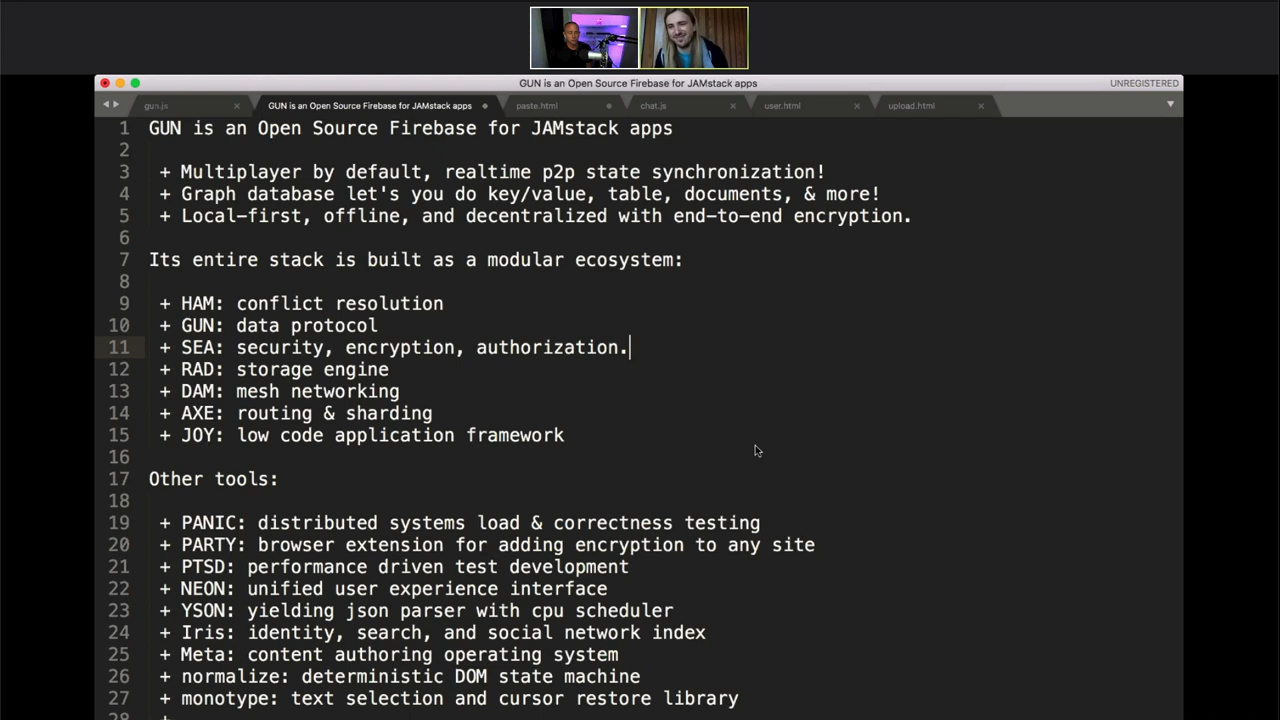 GUN is an Open Source Firebase for JAMstack apps
UNREGISTERED
gun.js
GUN is an Open Source Firebase for JAMstack apps
paste.html
chat.js
user.html
upload.html
1 GUN is an Open Source Firebase for JAMstack apps
2
3 + Multiplayer by default, realtime p2p state synchronization!
4 + Graph database let's you do key/value, table, documents, & more!
5 + Local-first, offline, and decentralized with end-to-end encryption.
6
7 Its entire stack is built as a modular ecosystem:
8
9 + HAM: conflict resolution
10 + GUN: data protocol
11 + SEA: security, encryption, authorization.
12 + RAD: storage engine
13 + DAM: mesh networking
14 + AXE: routing & sharding
15 + JOY: low code application framework
16
17 Other tools:
18
19 + PANIC: distributed systems load & correctness testing
20 + PARTY: browser extension for adding encryption to any site
21 + PTSD: performance driven test development
22 + NEON: unified user experience interface
23 + YSON: yielding json parser with cpu scheduler
24 + Iris: identity, search, and social network index
25 + Meta: content authoring operating system
26 + normalize: deterministic DOM state machine
27 + monotype: text selection and cursor restore library
28 +